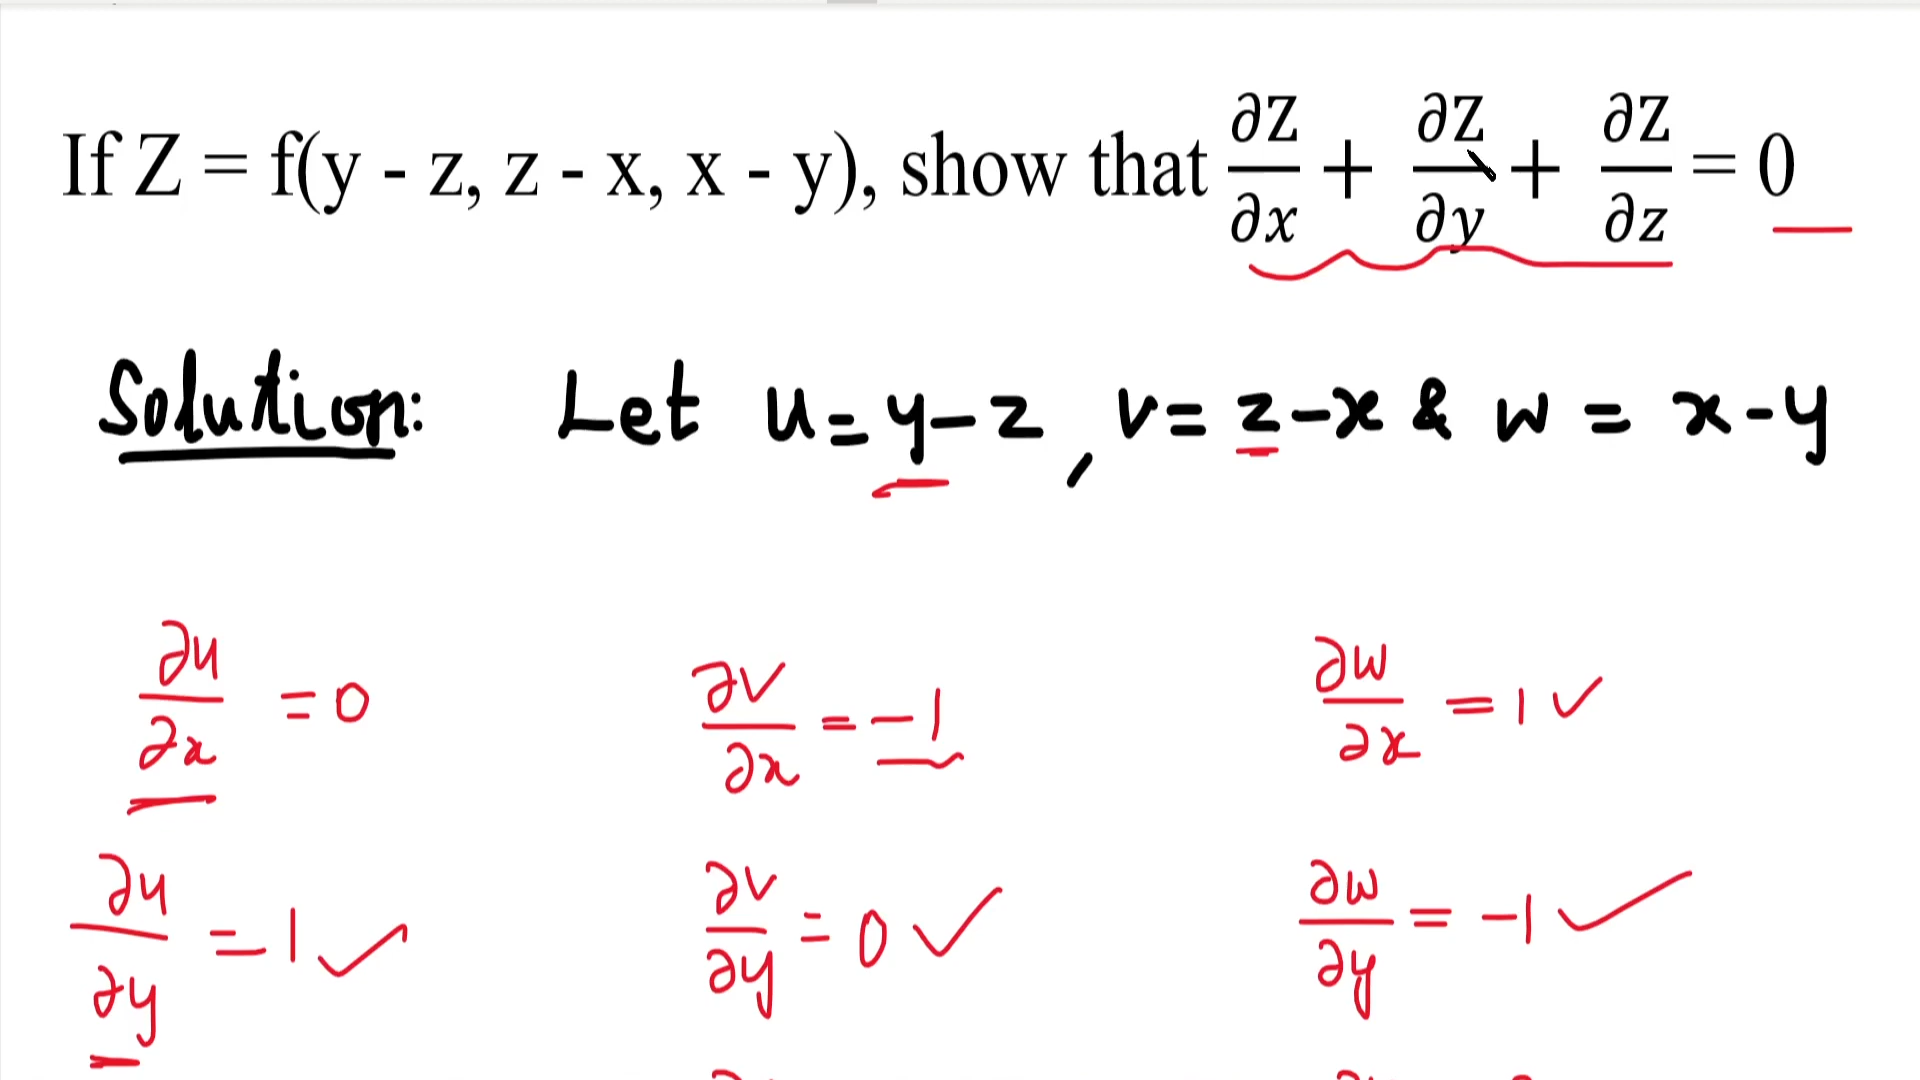 If Z = f(y - z, z - x, x - y), show that ∂Z/∂x + ∂Z/∂y + ∂Z/∂z = 0
Solution: Let u = y - z, v = z - x & w = x - y
∂u/∂x = 0 ∂v/∂x = -1 ∂w/∂x = 1 ✓
∂u/∂y = 1 ✓ ∂v/∂y = 0 ✓ ∂w/∂y = -1 ✓